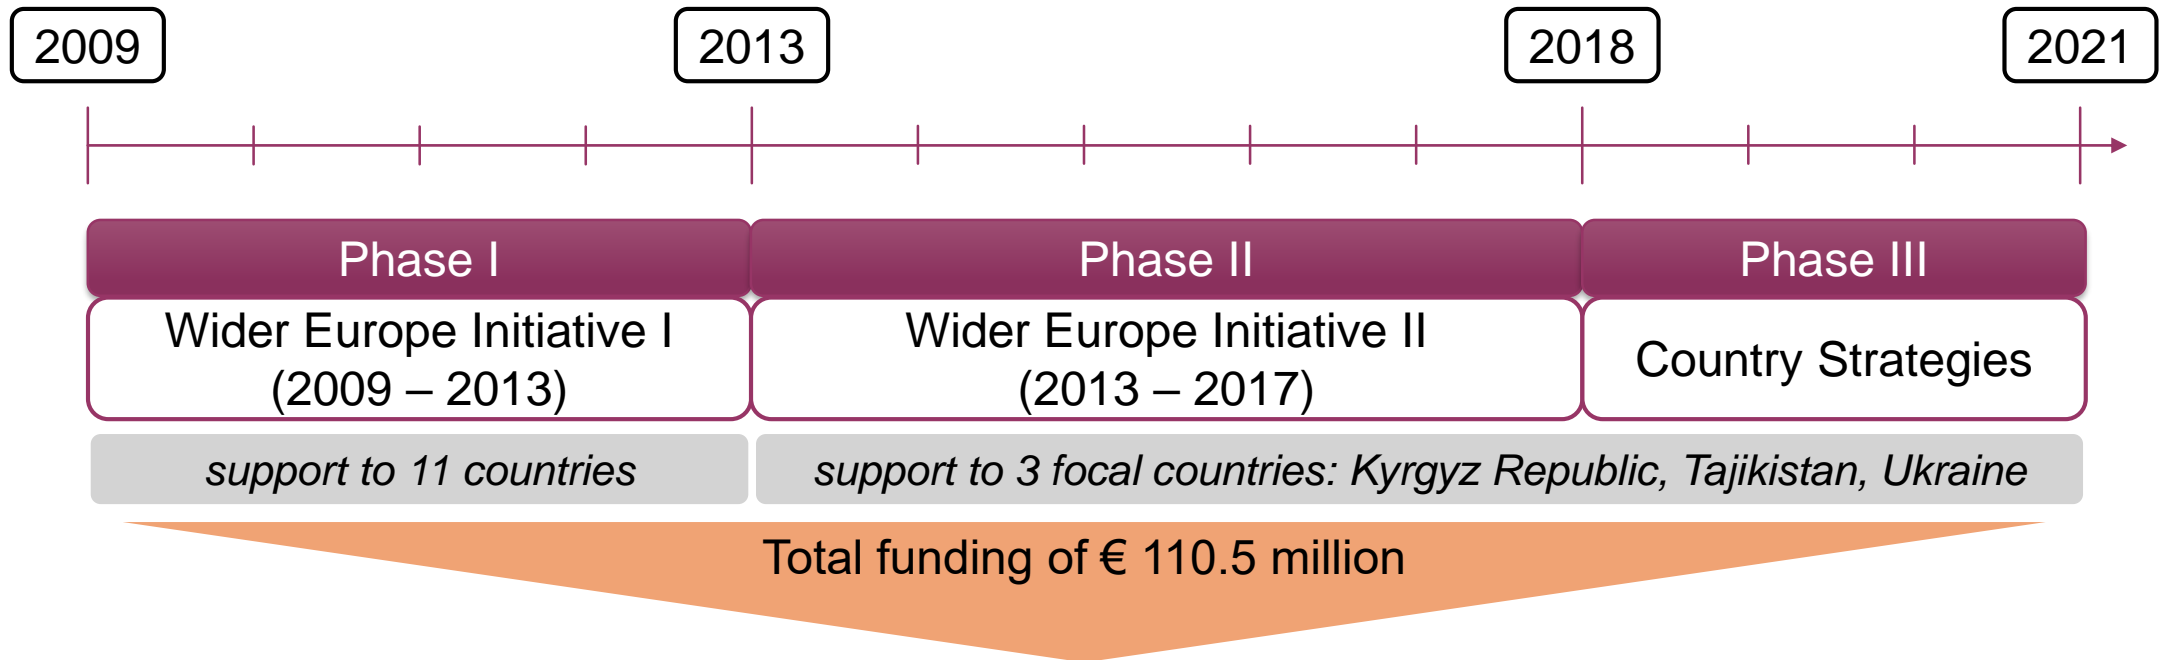 2009
2013
2018
2021
Phase I
Phase II
Phase III
Wider Europe Initiative I
(2009 – 2013)
Wider Europe Initiative II
(2013 – 2017)
Country Strategies
support to 11 countries
support to 3 focal countries: Kyrgyz Republic, Tajikistan, Ukraine
Total funding of € 110.5 million